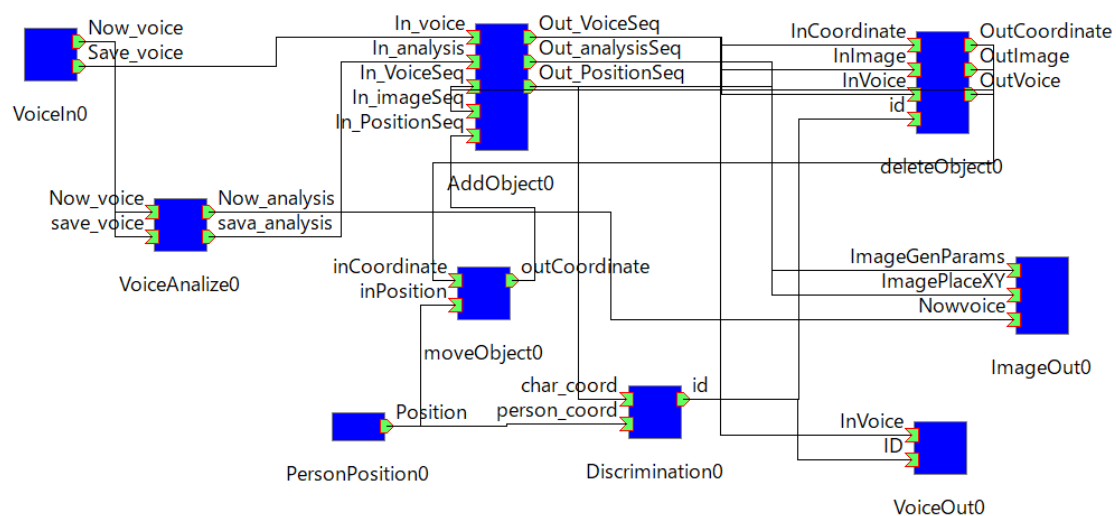 Now_voice
Save_voice
VoiceIn0
In_voice
In_analysis
In_VoiceSeq
In_imageSeq
In_PositionSeq
Out_VoiceSeq
Out_analysisSeq
Out_PositionSeq
AddObject0
InCoordinate
InImage
InVoice
id
OutCoordinate
OutImage
OutVoice
deleteObject0
Now_voice
save_voice
Now_analysis
sava_analysis
VoiceAnalize0
inCoordinate
inPosition
outCoordinate
moveObject0
ImageGenParams
ImagePlaceXY
Nowvoice
ImageOut0
Position
PersonPosition0
char_coord
person_coord
id
Discrimination0
InVoice
ID
VoiceOut0